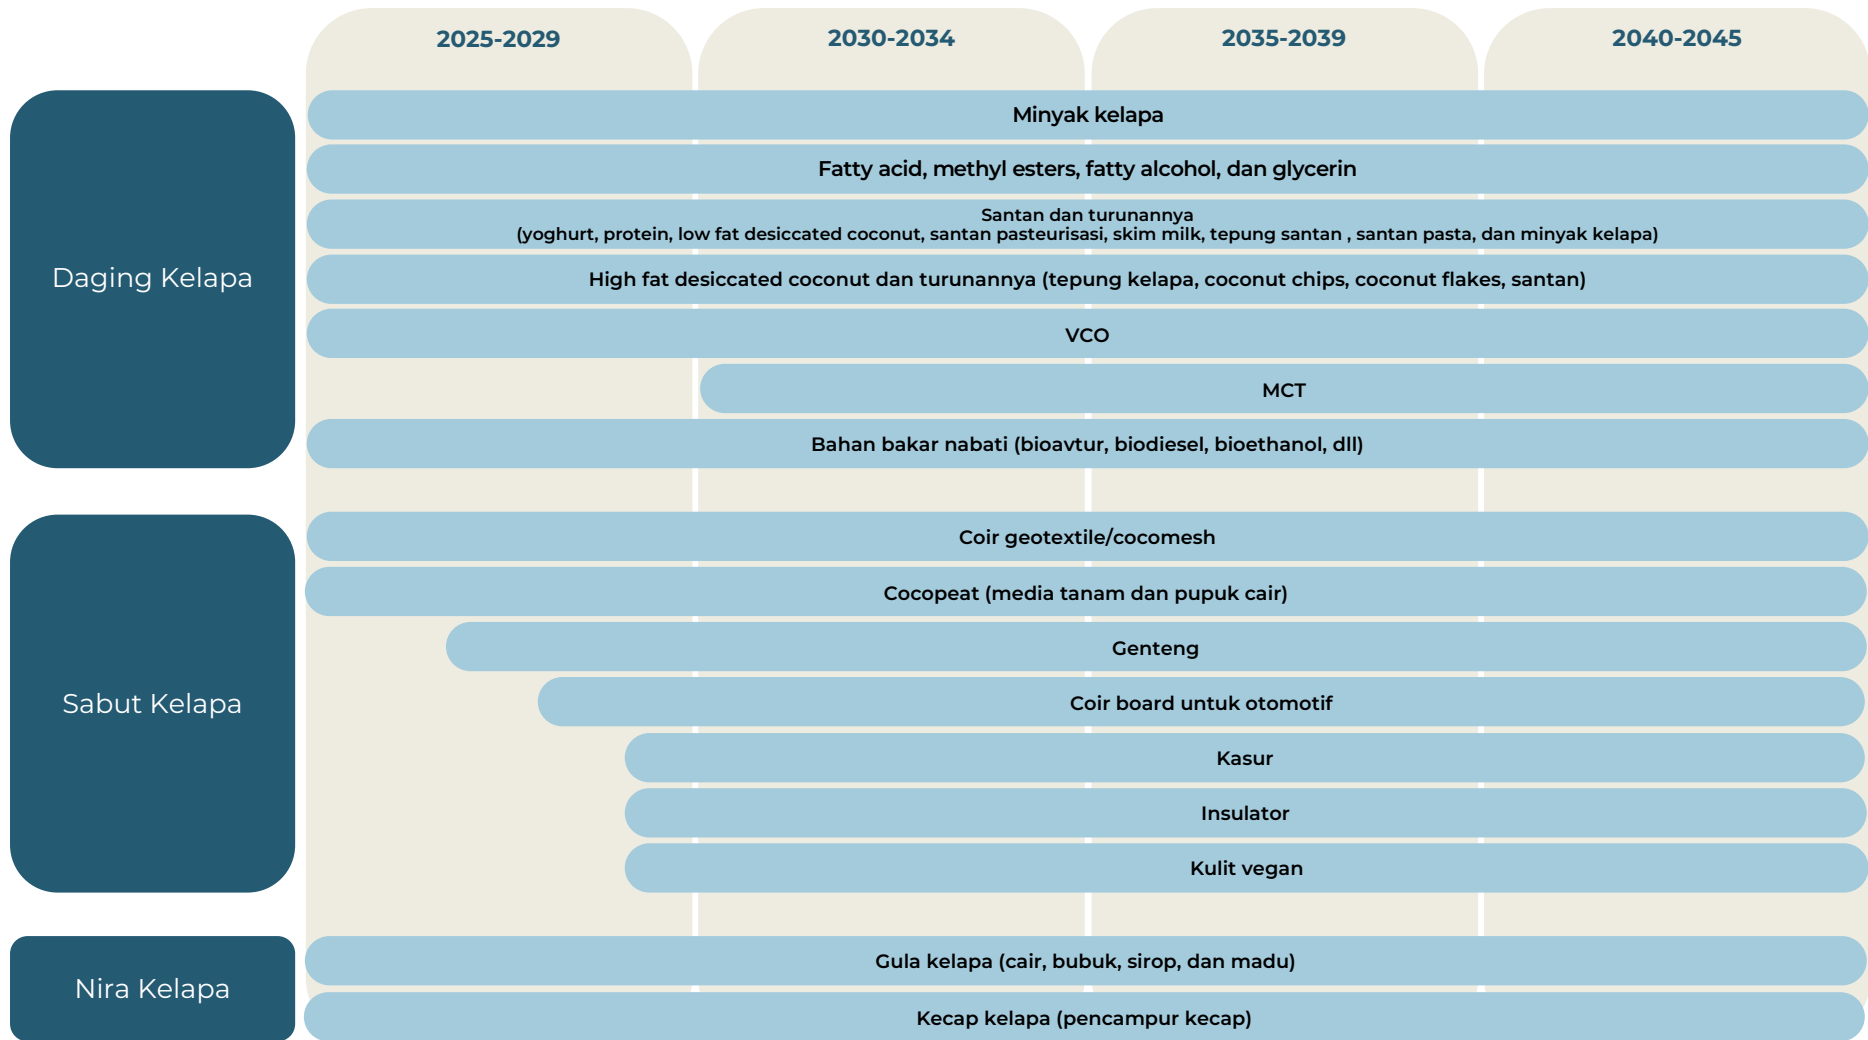 2025-2029
2030-2034
2035-2039
2040-2045
Daging Kelapa
Minyak kelapa
Fatty acid, methyl esters, fatty alcohol, dan glycerin
Santan dan turunannya
(yoghurt, protein, low fat desiccated coconut, santan pasteurisasi, skim milk, tepung santan , santan pasta, dan minyak kelapa)
High fat desiccated coconut dan turunannya (tepung kelapa, coconut chips, coconut flakes, santan)
VCO
MCT
Bahan bakar nabati (bioavtur, biodiesel, bioethanol, dll)
Sabut Kelapa
Coir geotextile/cocomesh
Cocopeat (media tanam dan pupuk cair)
Genteng
Coir board untuk otomotif
Kasur
Insulator
Kulit vegan
Nira Kelapa
Gula kelapa (cair, bubuk, sirop, dan madu)
Kecap kelapa (pencampur kecap)